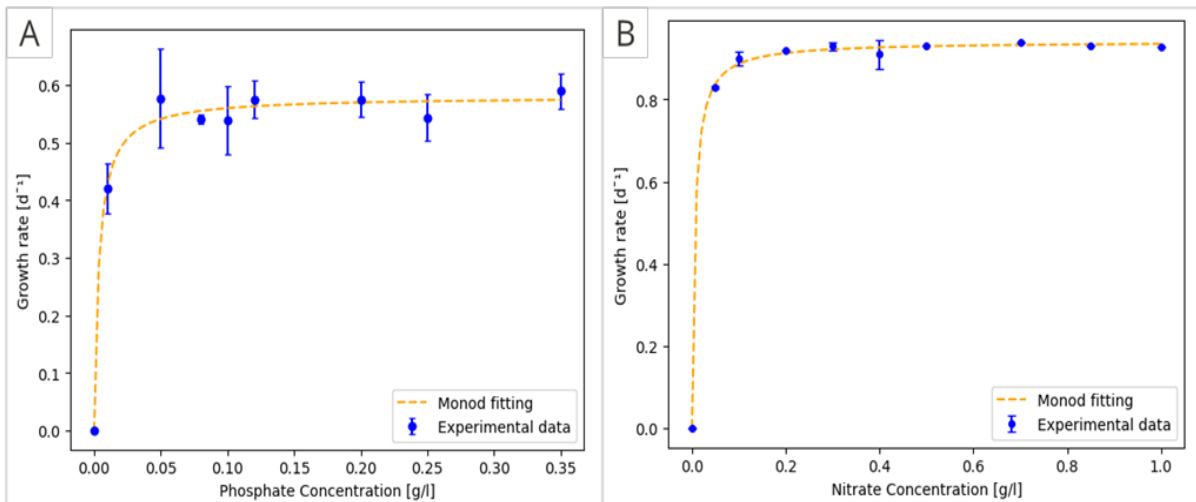 A
Growth rate [d⁻¹]
0.6
0.5
0.4
0.3
0.2
0.1
0.0
Monod fitting
Experimental data
0.00 0.05 0.10 0.15 0.20 0.25 0.30 0.35
Phosphate Concentration [g/l]
B
Growth rate [d⁻¹]
0.8
0.6
0.4
0.2
0.0
Monod fitting
Experimental data
0.0 0.2 0.4 0.6 0.8 1.0
Nitrate Concentration [g/l]